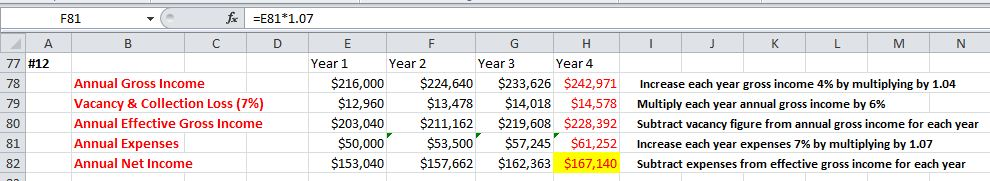 F81 fx =E81*1.07
A B C D E F G H I J K L M N
77 #12 Year 1 Year 2 Year 3 Year 4
78 Annual Gross Income $216,000 $224,640 $233,626 $242,971 Increase each year gross income 4% by multiplying by 1.04
79 Vacancy & Collection Loss (7%) $12,960 $13,478 $14,018 $14,578 Multiply each year annual gross income by 6%
80 Annual Effective Gross Income $203,040 $211,162 $219,608 $228,392 Subtract vacancy figure from annual gross income for each year
81 Annual Expenses $50,000 $53,500 $57,245 $61,252 Increase each year expenses 7% by multiplying by 1.07
82 Annual Net Income $153,040 $157,662 $162,363 $167,140 Subtract expenses from effective gross income for each year